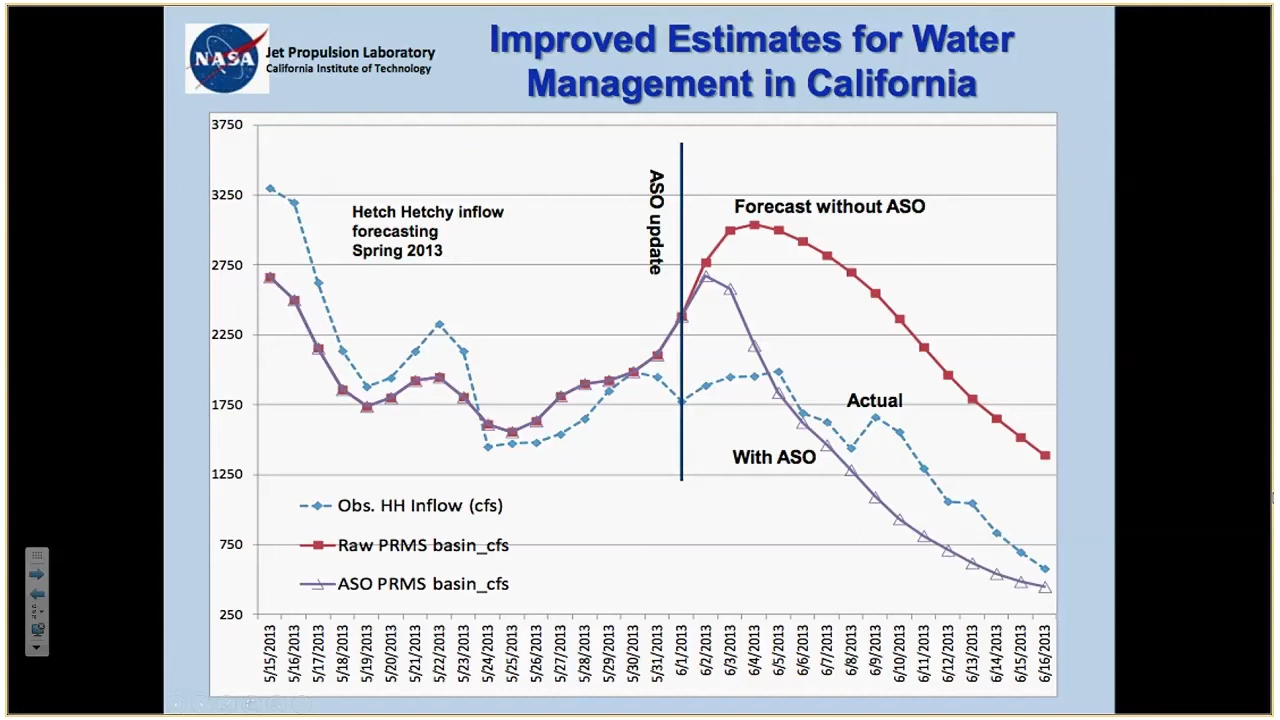 NASA
Jet Propulsion Laboratory
California Institute of Technology
Improved Estimates for Water
Management in California
3750
3250
2750
2250
1750
1250
750
250
Hetch Hetchy inflow
forecasting
Spring 2013
ASO update
Forecast without ASO
Actual
With ASO
Obs. HH Inflow (cfs)
Raw PRMS basin_cfs
ASO PRMS basin_cfs
5/15/2013
5/16/2013
5/17/2013
5/18/2013
5/19/2013
5/20/2013
5/21/2013
5/22/2013
5/23/2013
5/24/2013
5/25/2013
5/26/2013
5/27/2013
5/28/2013
5/29/2013
5/30/2013
5/31/2013
6/1/2013
6/2/2013
6/3/2013
6/4/2013
6/5/2013
6/6/2013
6/7/2013
6/8/2013
6/9/2013
6/10/2013
6/11/2013
6/12/2013
6/13/2013
6/14/2013
6/15/2013
6/16/2013